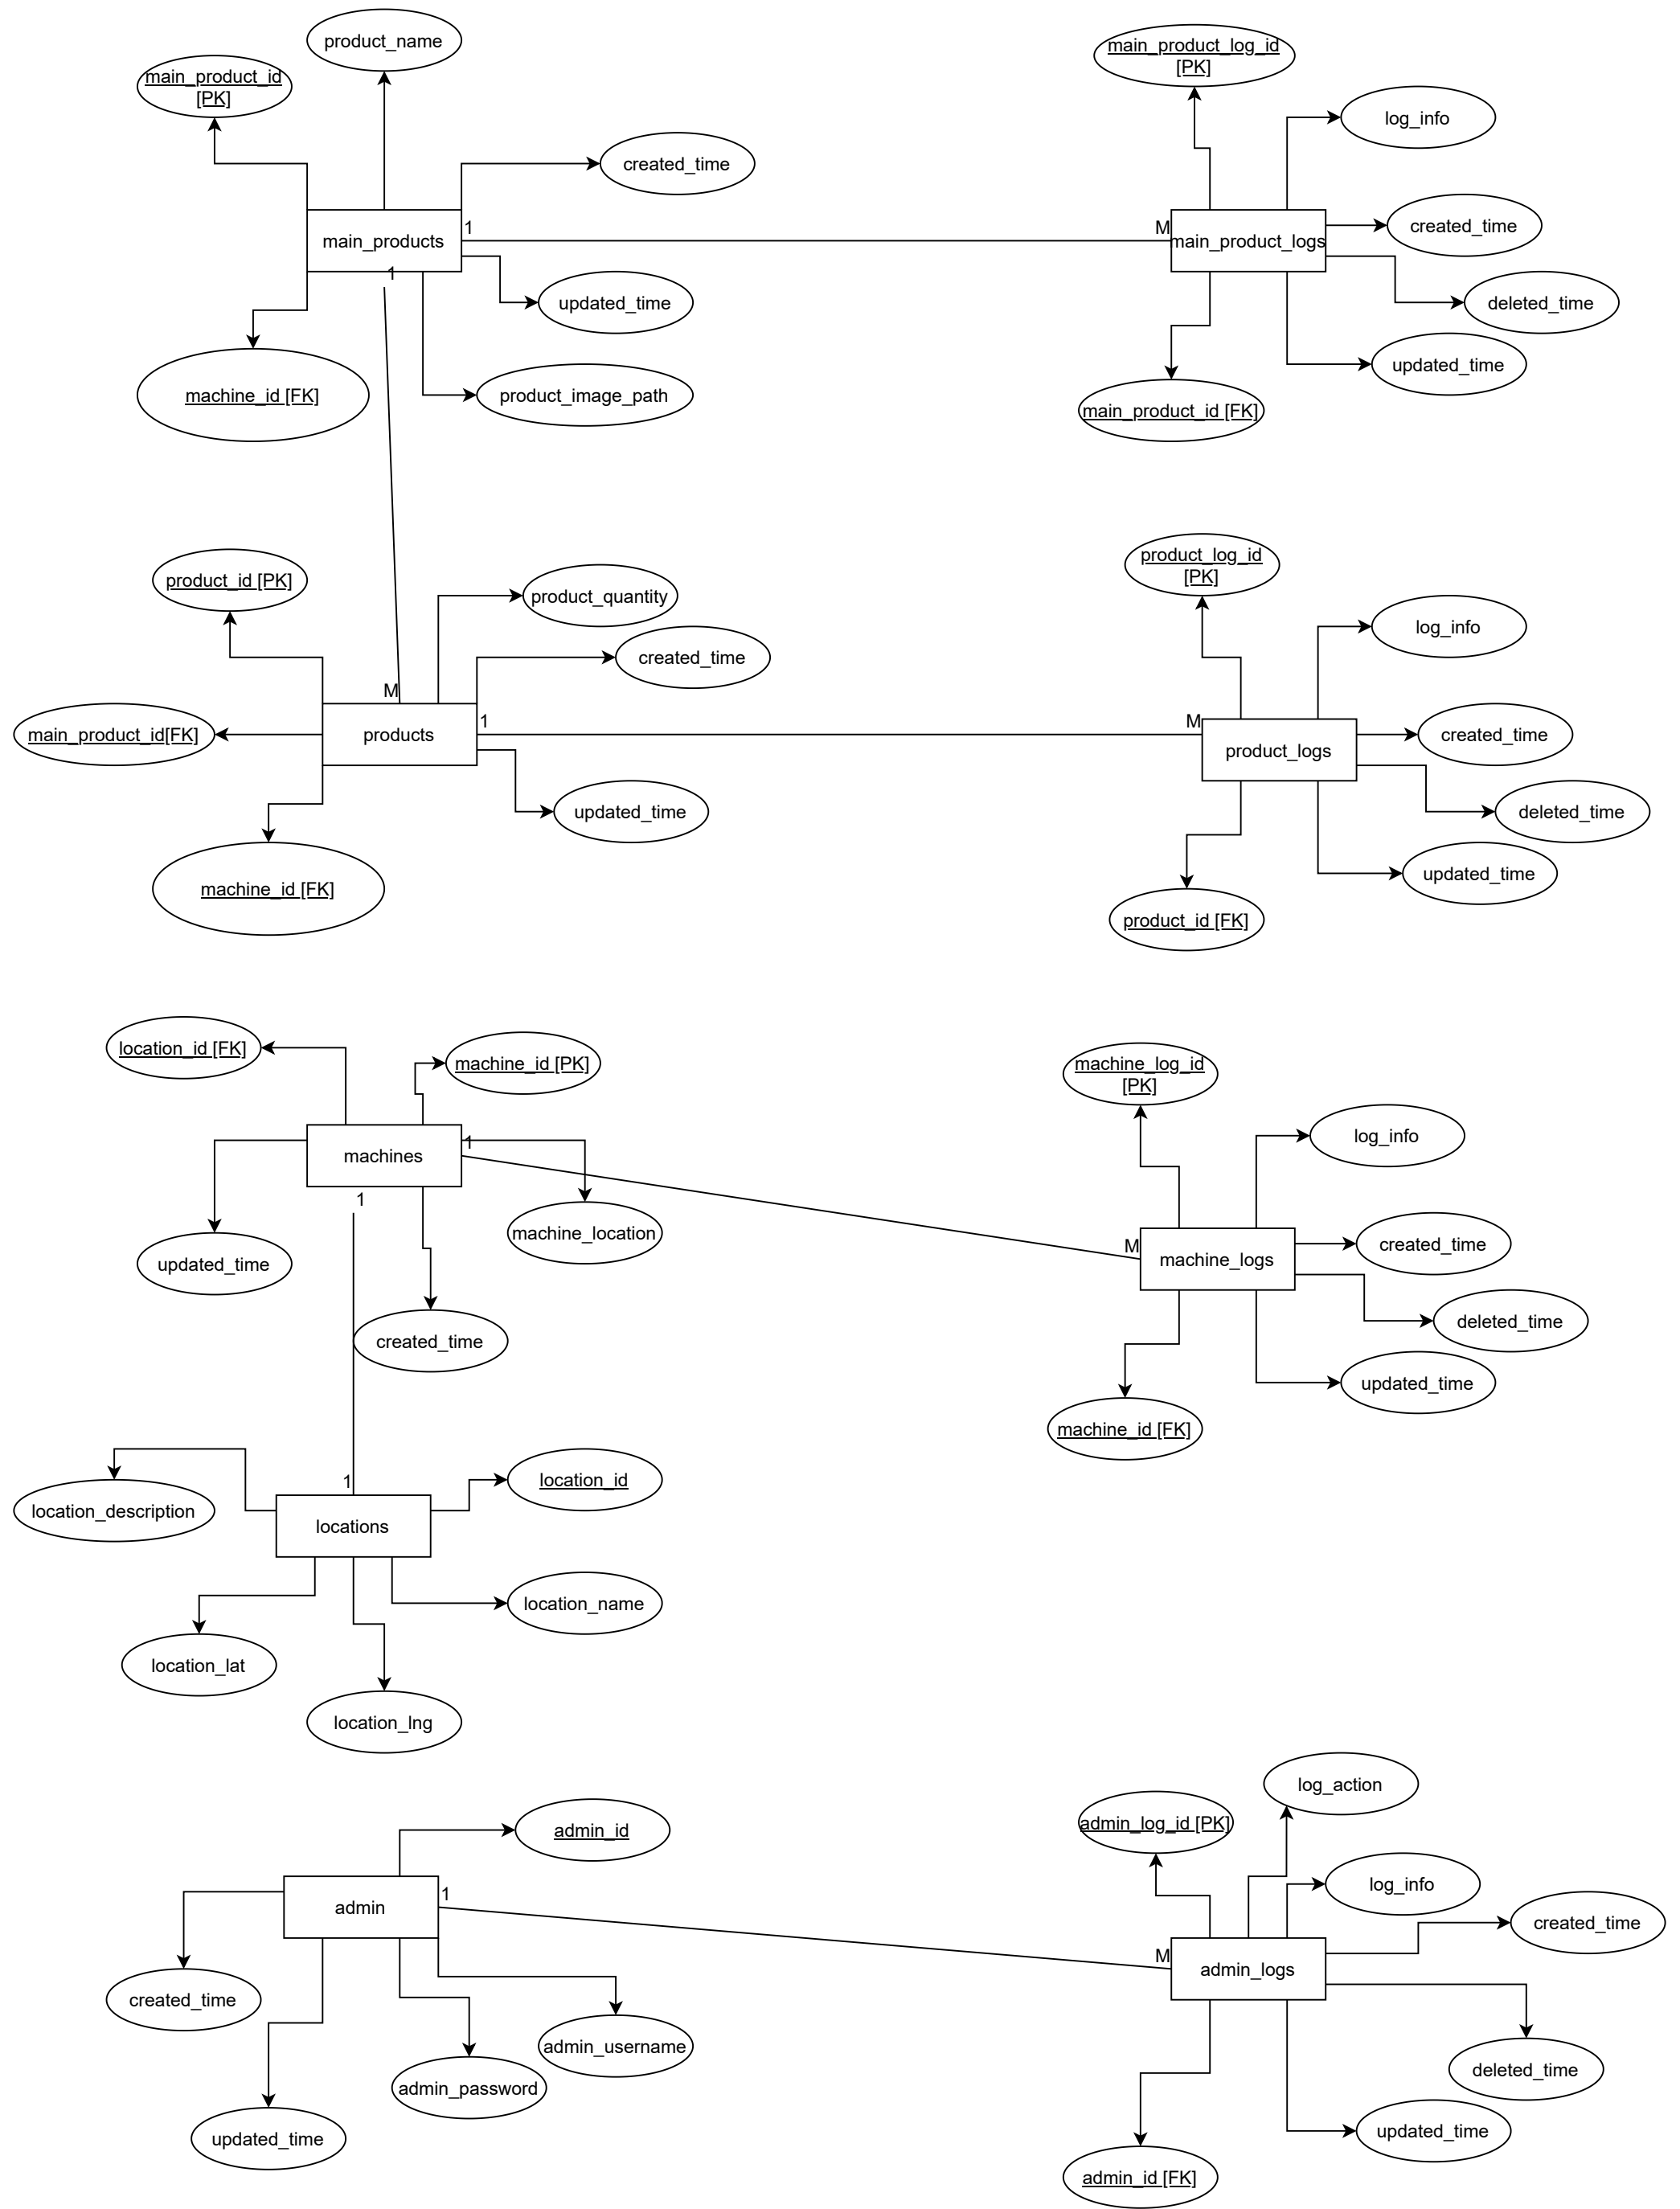 product_name
main_product_id
[PK]
created_time
main_products
1
1
updated_time
machine_id [FK]
product_image_path
main_product_log_id
[PK]
log_info
created_time
M
main_product_logs
deleted_time
updated_time
main_product_id [FK]
product_id [PK]
product_quantity
created_time
M
main_product_id[FK]
products
1
updated_time
machine_id [FK]
product_log_id
[PK]
log_info
M
created_time
product_logs
deleted_time
updated_time
product_id [FK]
location_id [FK]
machine_id [PK]
1
machines
1
machine_location
updated_time
created_time
machine_log_id
[PK]
log_info
M
created_time
machine_logs
deleted_time
updated_time
machine_id [FK]
1
location_id
location_description
locations
location_name
location_lat
location_lng
admin_id
1
admin
created_time
admin_username
admin_password
updated_time
log_action
admin_log_id [PK]
log_info
created_time
M
admin_logs
deleted_time
updated_time
admin_id [FK]